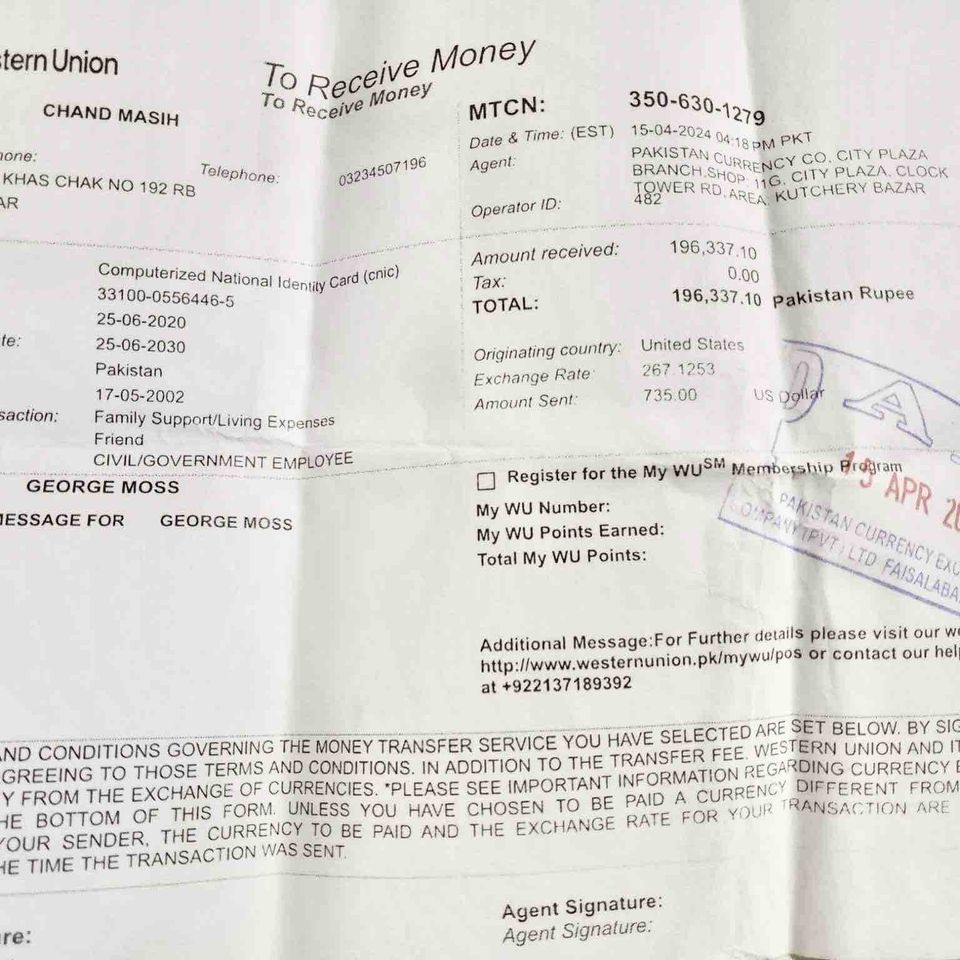 stern Union
To Receive Money
To Receive Money
CHAND MASIH
hone:
Telephone:
03234507196
KHAS CHAK NO 192 RB
AR
MTCN: 350-630-1279
Date & Time: (EST) 15-04-2024 04:18 PM PKT
Agent: PAKISTAN CURRENCY CO. CITY PLAZA
BRANCH,SHOP 11G, CITY PLAZA, CLOCK
TOWER RD, AREA, KUTCHERY BAZAR
Operator ID: 482
Computerized National Identity Card (cnic)
33100-0556446-5
25-06-2020
te: 25-06-2030
Pakistan
17-05-2002
saction: Family Support/Living Expenses
Friend
CIVIL/GOVERNMENT EMPLOYEE
Amount received: 196,337.10
Tax: 0.00
TOTAL: 196,337.10 Pakistan Rupee
Originating country: United States
Exchange Rate: 267.1253
Amount Sent: 735.00 US Dollar
GEORGE MOSS
MESSAGE FOR GEORGE MOSS
Register for the My WUSM Membership Program
My WU Number:
My WU Points Earned:
Total My WU Points:
PA
15 APR 20
PAKISTAN CURRENCY EXC
COMPANY (PVT) LTD FAISALABA
Additional Message:For Further details please visit our we
http://www.westernunion.pk/mywu/pos or contact our help
at +922137189392
AND CONDITIONS GOVERNING THE MONEY TRANSFER SERVICE YOU HAVE SELECTED ARE SET BELOW. BY SIG
GREEING TO THOSE TERMS AND CONDITIONS. IN ADDITION TO THE TRANSFER FEE, WESTERN UNION AND IT
Y FROM THE EXCHANGE OF CURRENCIES. *PLEASE SEE IMPORTANT INFORMATION REGARDING CURRENCY E
HE BOTTOM OF THIS FORM. UNLESS YOU HAVE CHOSEN TO BE PAID A CURRENCY DIFFERENT FROM
YOUR SENDER, THE CURRENCY TO BE PAID AND THE EXCHANGE RATE FOR YOUR TRANSACTION ARE
HE TIME THE TRANSACTION WAS SENT.
Agent Signature:
Agent Signature:
re: